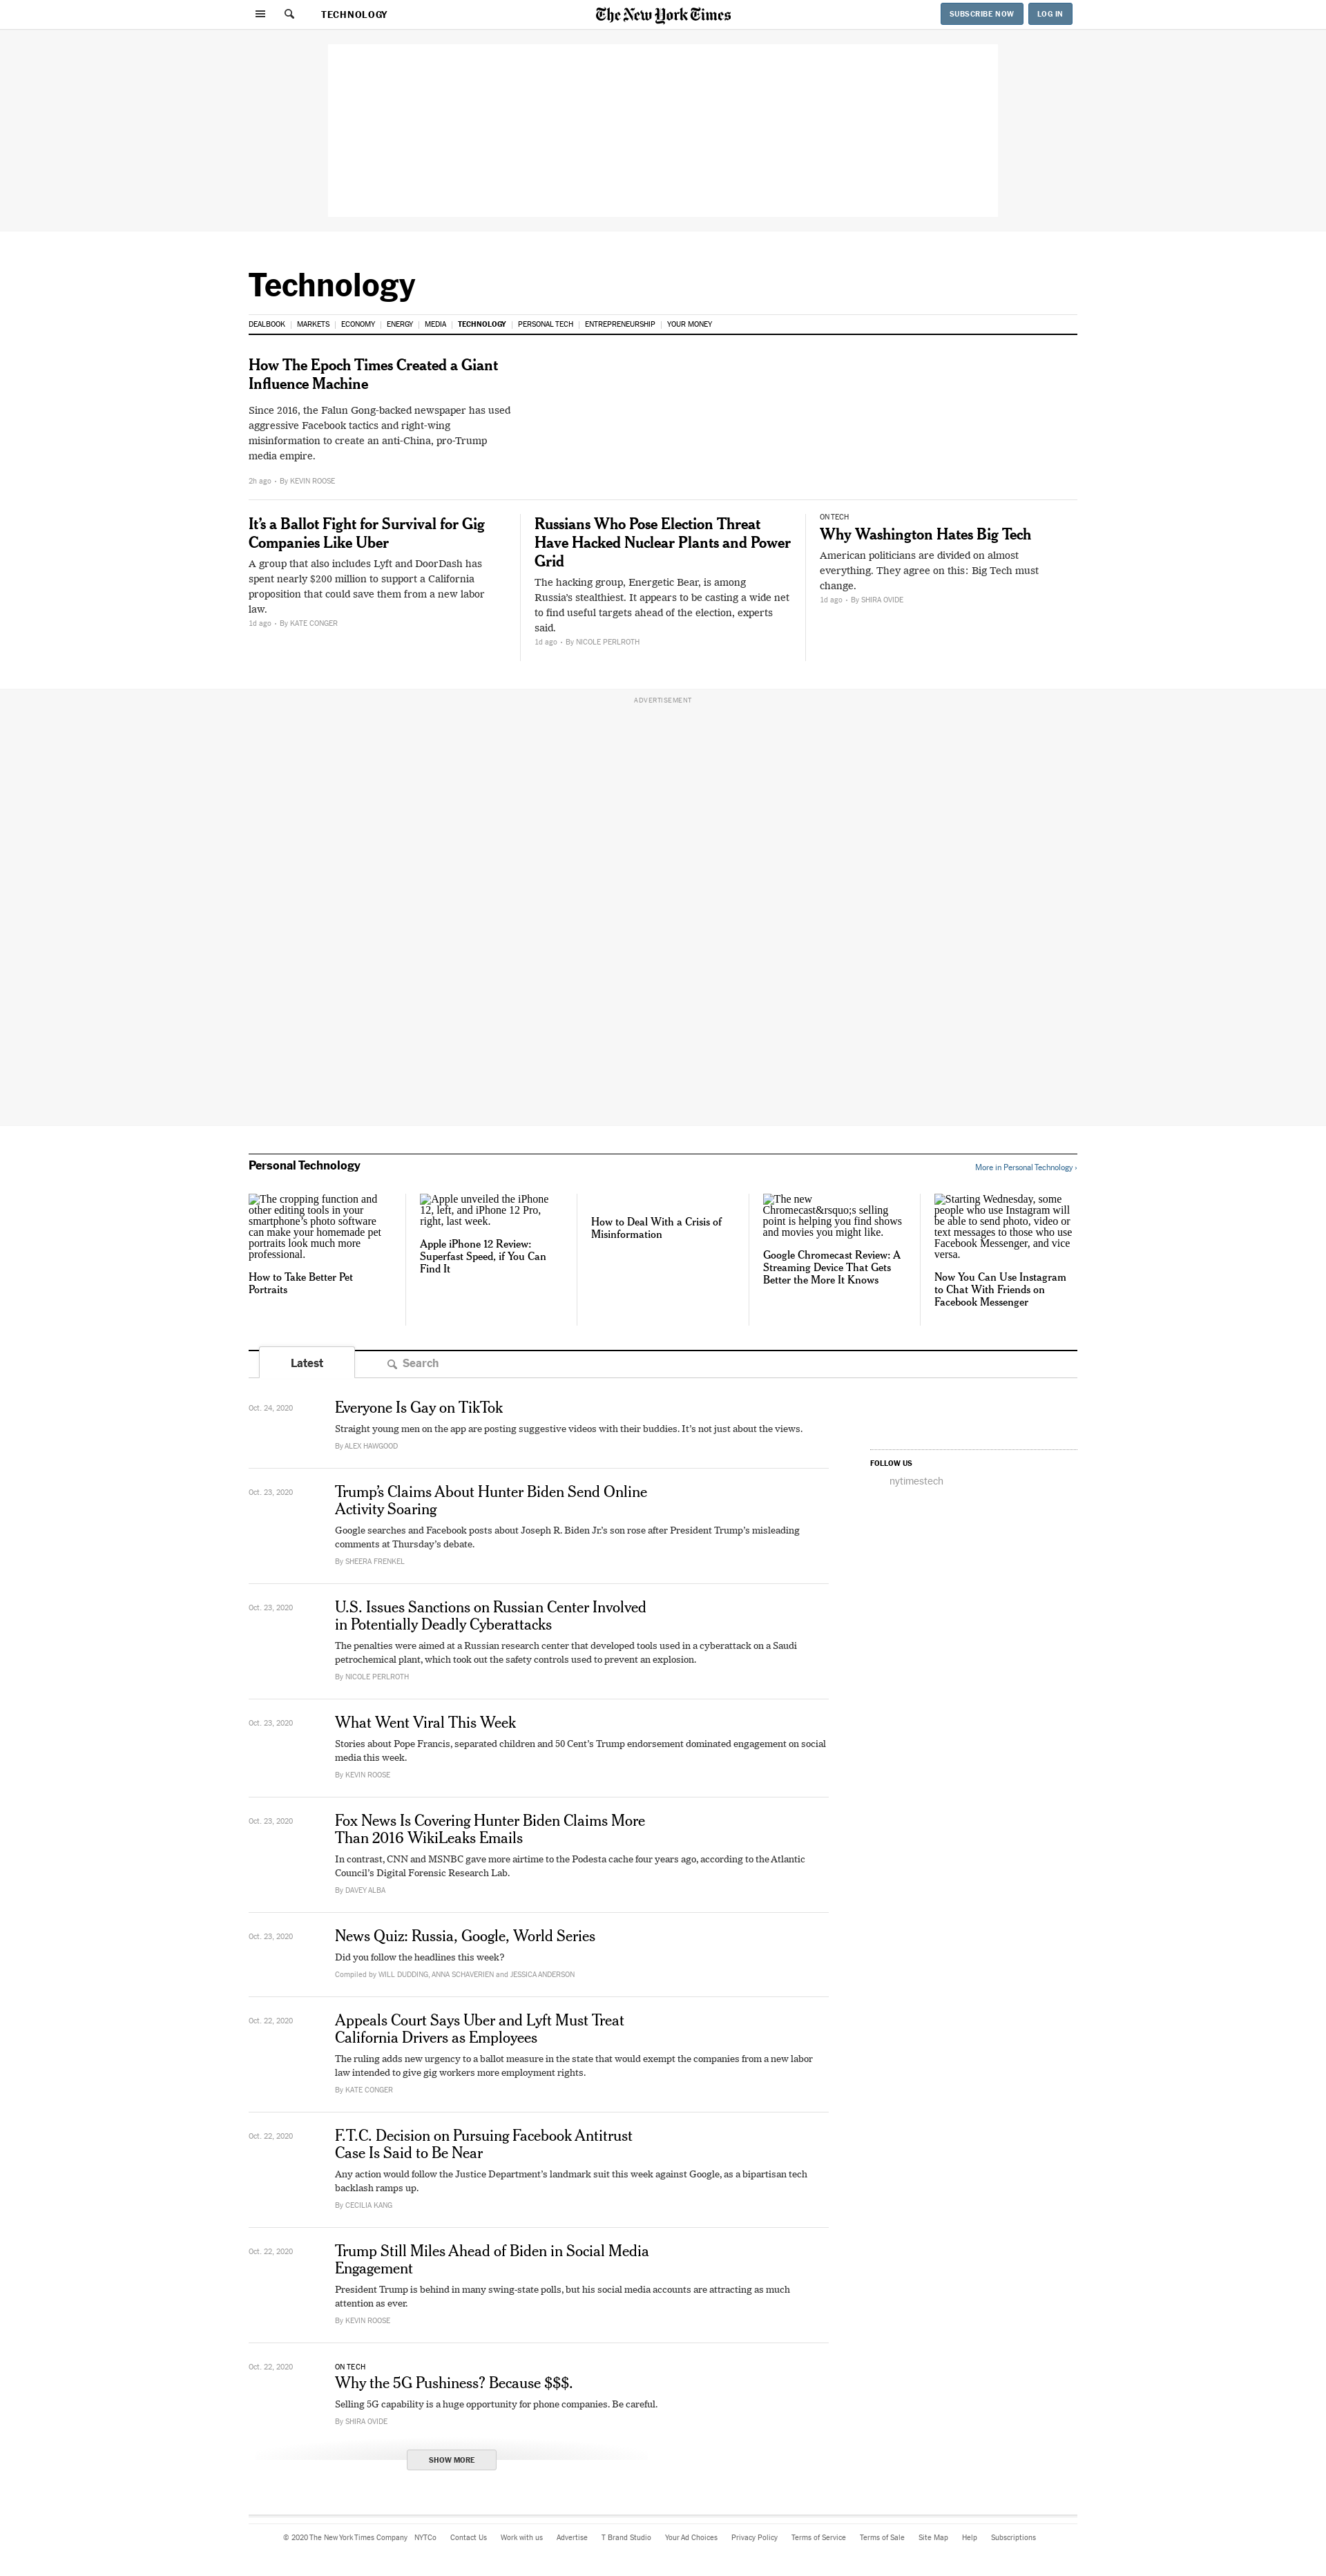 TECHNOLOGY
The New York Times
SUBSCRIBE NOW
LOG IN
Technology
DEALBOOK | MARKETS | ECONOMY | ENERGY | MEDIA | TECHNOLOGY | PERSONAL TECH | ENTREPRENEURSHIP | YOUR MONEY
How The Epoch Times Created a Giant
Influence Machine
Since 2016, the Falun Gong-backed newspaper has used
aggressive Facebook tactics and right-wing
misinformation to create an anti-China, pro-Trump
media empire.
2h ago • By KEVIN ROOSE
It’s a Ballot Fight for Survival for Gig
Companies Like Uber
A group that also includes Lyft and DoorDash has
spent nearly $200 million to support a California
proposition that could save them from a new labor
law.
1d ago • By KATE CONGER
Russians Who Pose Election Threat
Have Hacked Nuclear Plants and Power
Grid
The hacking group, Energetic Bear, is among
Russia’s stealthiest. It appears to be casting a wide net
to find useful targets ahead of the election, experts
said.
1d ago • By NICOLE PERLROTH
ON TECH
Why Washington Hates Big Tech
American politicians are divided on almost
everything. They agree on this: Big Tech must
change.
1d ago • By SHIRA OVIDE
ADVERTISEMENT
Personal Technology
More in Personal Technology ›
The cropping function and
other editing tools in your
smartphone’s photo software
can make your homemade pet
portraits look much more
professional.
How to Take Better Pet
Portraits
Apple unveiled the iPhone
12, left, and iPhone 12 Pro,
right, last week.
Apple iPhone 12 Review:
Superfast Speed, if You Can
Find It
How to Deal With a Crisis of
Misinformation
The new
Chromecast&rsquo;s selling
point is helping you find shows
and movies you might like.
Google Chromecast Review: A
Streaming Device That Gets
Better the More It Knows
Starting Wednesday, some
people who use Instagram will
be able to send photo, video or
text messages to those who use
Facebook Messenger, and vice
versa.
Now You Can Use Instagram
to Chat With Friends on
Facebook Messenger
Latest
Search
Oct. 24, 2020
Everyone Is Gay on TikTok
Straight young men on the app are posting suggestive videos with their buddies. It’s not just about the views.
By ALEX HAWGOOD
FOLLOW US
nytimestech
Oct. 23, 2020
Trump’s Claims About Hunter Biden Send Online
Activity Soaring
Google searches and Facebook posts about Joseph R. Biden Jr.’s son rose after President Trump’s misleading
comments at Thursday’s debate.
By SHEERA FRENKEL
Oct. 23, 2020
U.S. Issues Sanctions on Russian Center Involved
in Potentially Deadly Cyberattacks
The penalties were aimed at a Russian research center that developed tools used in a cyberattack on a Saudi
petrochemical plant, which took out the safety controls used to prevent an explosion.
By NICOLE PERLROTH
Oct. 23, 2020
What Went Viral This Week
Stories about Pope Francis, separated children and 50 Cent’s Trump endorsement dominated engagement on social
media this week.
By KEVIN ROOSE
Oct. 23, 2020
Fox News Is Covering Hunter Biden Claims More
Than 2016 WikiLeaks Emails
In contrast, CNN and MSNBC gave more airtime to the Podesta cache four years ago, according to the Atlantic
Council’s Digital Forensic Research Lab.
By DAVEY ALBA
Oct. 23, 2020
News Quiz: Russia, Google, World Series
Did you follow the headlines this week?
Compiled by WILL DUDDING, ANNA SCHAVERIEN and JESSICA ANDERSON
Oct. 22, 2020
Appeals Court Says Uber and Lyft Must Treat
California Drivers as Employees
The ruling adds new urgency to a ballot measure in the state that would exempt the companies from a new labor
law intended to give gig workers more employment rights.
By KATE CONGER
Oct. 22, 2020
F.T.C. Decision on Pursuing Facebook Antitrust
Case Is Said to Be Near
Any action would follow the Justice Department’s landmark suit this week against Google, as a bipartisan tech
backlash ramps up.
By CECILIA KANG
Oct. 22, 2020
Trump Still Miles Ahead of Biden in Social Media
Engagement
President Trump is behind in many swing-state polls, but his social media accounts are attracting as much
attention as ever.
By KEVIN ROOSE
Oct. 22, 2020
ON TECH
Why the 5G Pushiness? Because $$$.
Selling 5G capability is a huge opportunity for phone companies. Be careful.
By SHIRA OVIDE
SHOW MORE
© 2020 The New York Times Company NYTCo Contact Us Work with us Advertise T Brand Studio Your Ad Choices Privacy Policy Terms of Service Terms of Sale Site Map Help Subscriptions